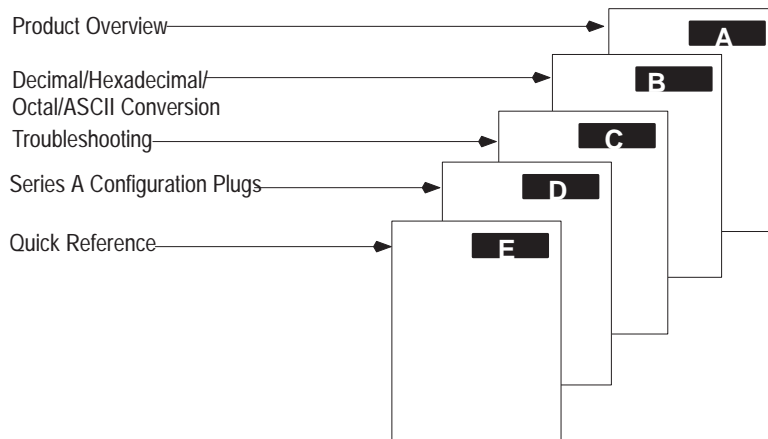 Product Overview
A
Decimal/Hexadecimal/
Octal/ASCII Conversion
B
Troubleshooting
C
Series A Configuration Plugs
D
Quick Reference
E